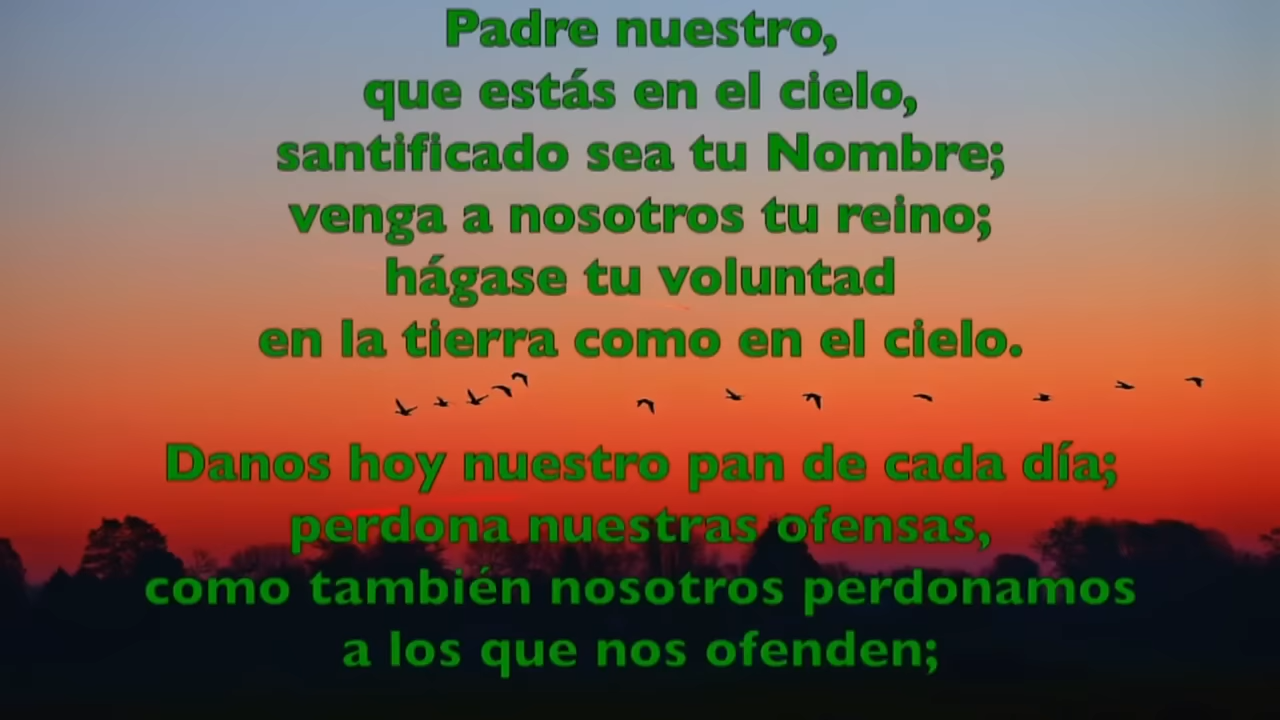 Padre nuestro,
que estás en el cielo,
santificado sea tu Nombre;
venga a nosotros tu reino;
hágase tu voluntad
en la tierra como en el cielo.
Danos hoy nuestro pan de cada día;
perdona nuestras ofensas,
como también nosotros perdonamos
a los que nos ofenden;